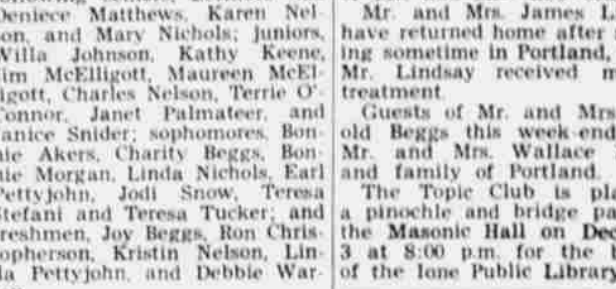 Deniece Matthews, Karen Nel-
son, and Mary Nichols; juniors,
Willa Johnson, Kathy Keene,
Jim McElligott, Maureen McEl-
ligott, Charles Nelson, Terrie O'-
Connor, Janet Palmateer, and
Janice Snider; sophomores, Bon-
nie Akers, Charity Beggs, Bon-
nie Morgan, Linda Nichols, Earl
Pettyjohn, Jodi Snow, Teresa
Stefani and Teresa Tucker; and
freshmen, Joy Beggs, Ron Chris-
topherson, Kristin Nelson, Lin-
da Pettyjohn, and Debbie War-
Mr. and Mrs. James L
have returned home after s
ing sometime in Portland,
Mr. Lindsay received m
treatment.
Guests of Mr. and Mrs
old Beggs this week-end
Mr. and Mrs. Wallace
and family of Portland.
The Topic Club is pl
a pinochle and bridge pa
the Masonic Hall on Dec
3 at 8:00 p.m. for the
of the Ione Public Library